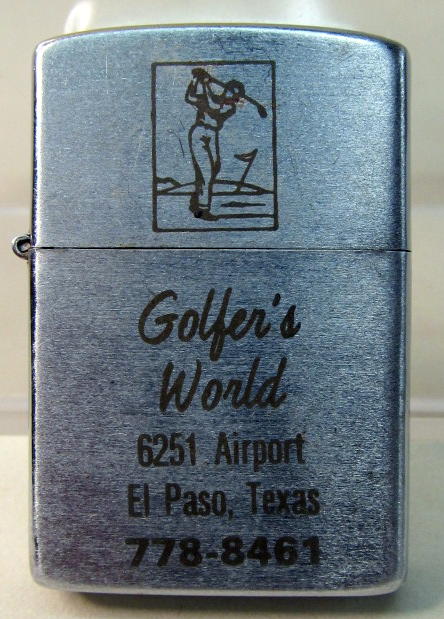 Golfer's
World
6251 Airport
El Paso, Texas
778-8461